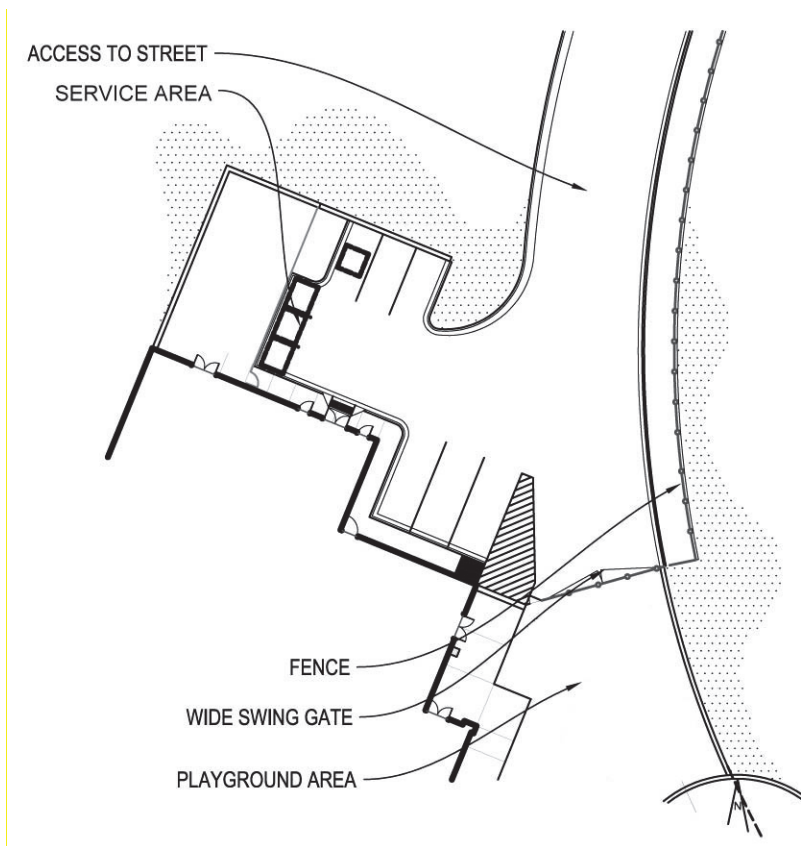 ACCESS TO STREET
SERVICE AREA
FENCE
WIDE SWING GATE
PLAYGROUND AREA
N